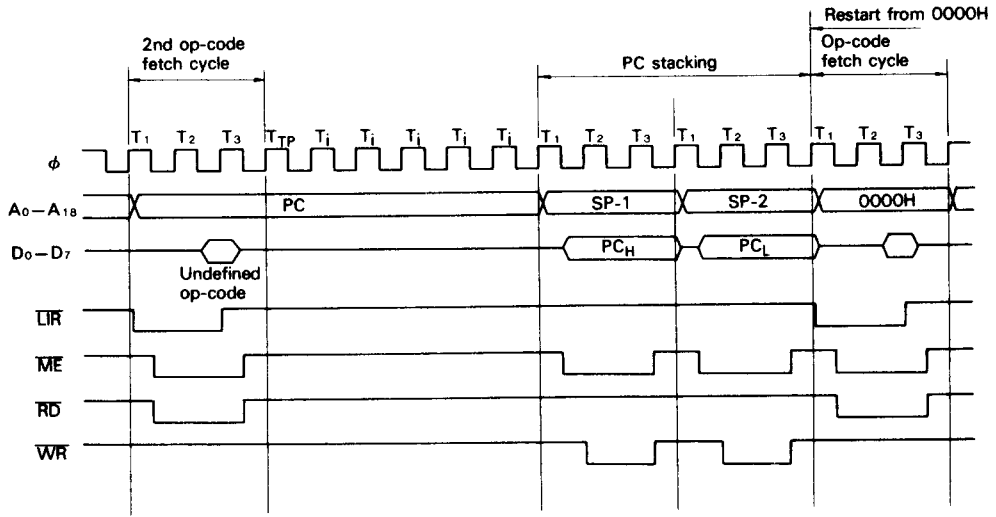 Restart from 0000H
2nd op-code
fetch cycle
PC stacking
Op-code
fetch cycle
T1 T2 T3 TTP Ti Ti Ti Ti Ti T1 T2 T3 T1 T2 T3 T1 T2 T3
φ
A0–A18 PC SP-1 SP-2 0000H
D0–D7 PCH PCL
Undefined
op-code
LIR
ME
RD
WR